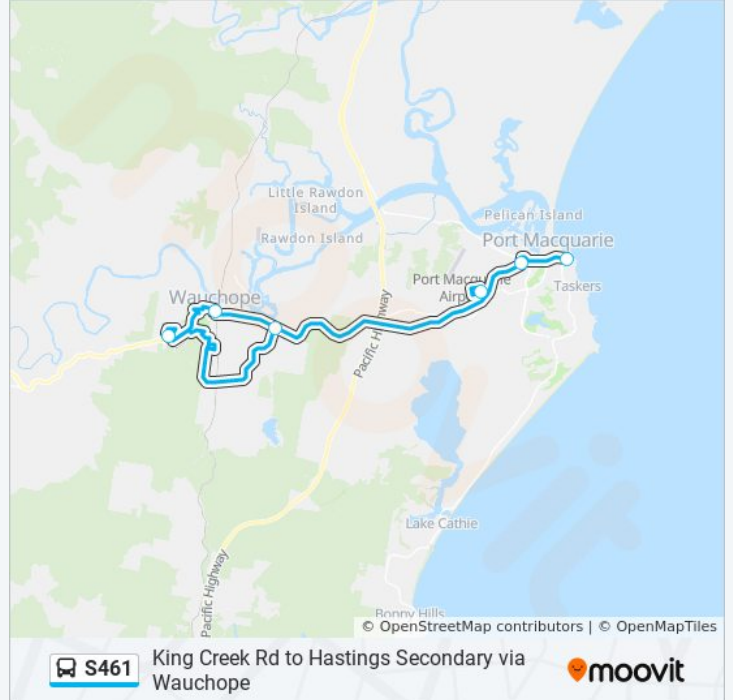 Little Rawdon
Island
Pelican Island
Rawdon Island
Port Macquarie
Port Macquarie
Airp
Taskers
Wauchope
Pacific Highway
Lake Cathie
Pacific Highway
Bonny Hills
© OpenStreetMap contributors | © OpenMapTiles
S461 King Creek Rd to Hastings Secondary via
Wauchope
moovit